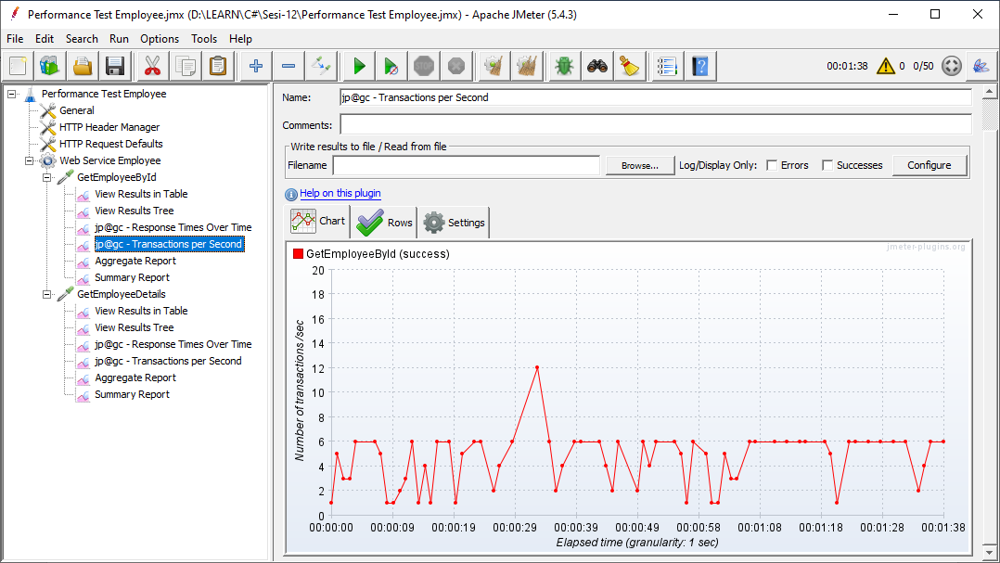 Performance Test Employee.jmx (D:\LEARN\C#\Sesi-12\Performance Test Employee.jmx) - Apache JMeter (5.4.3)
File Edit Search Run Options Tools Help
STOP
00:01:38 0 0/50
Performance Test Employee
General
HTTP Header Manager
HTTP Request Defaults
Web Service Employee
GetEmployeeById
View Results in Table
View Results Tree
jp@gc - Response Times Over Time
jp@gc - Transactions per Second
Aggregate Report
Summary Report
GetEmployeeDetails
View Results in Table
View Results Tree
jp@gc - Response Times Over Time
jp@gc - Transactions per Second
Aggregate Report
Summary Report
Name: jp@gc - Transactions per Second
Comments:
Write results to file / Read from file
Filename Browse... Log/Display Only: Errors Successes Configure
Help on this plugin
Chart Rows Settings
GetEmployeeById (success)
jmeter-plugins.org
20
18
16
14
12
10
8
6
4
2
0
Number of transactions /sec
00:00:00 00:00:09 00:00:19 00:00:29 00:00:39 00:00:49 00:00:58 00:01:08 00:01:18 00:01:28 00:01:38
Elapsed time (granularity: 1 sec)